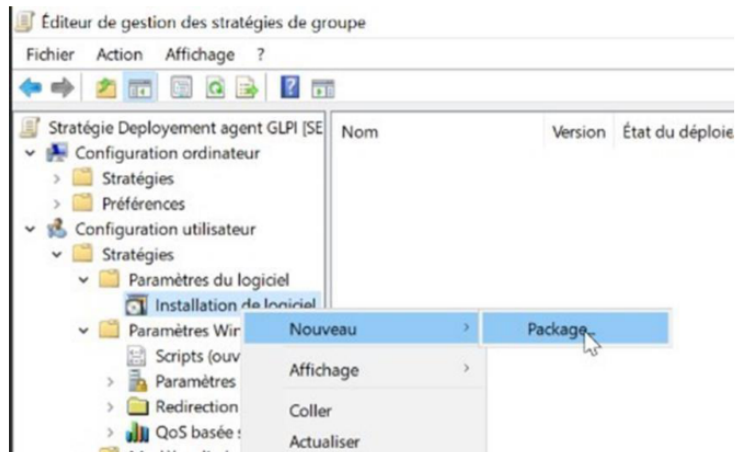 Éditeur de gestion des stratégies de groupe
Fichier Action Affichage ?
Stratégie Deployement agent GLPI [SE
Nom Version État du déploie
Configuration ordinateur
Stratégies
Préférences
Configuration utilisateur
Stratégies
Paramètres du logiciel
Installation de logiciel
Nouveau
Package...
Paramètres Wir
Scripts (ouv
Affichage
Paramètres
Redirection
Coller
QoS basée s
Actualiser